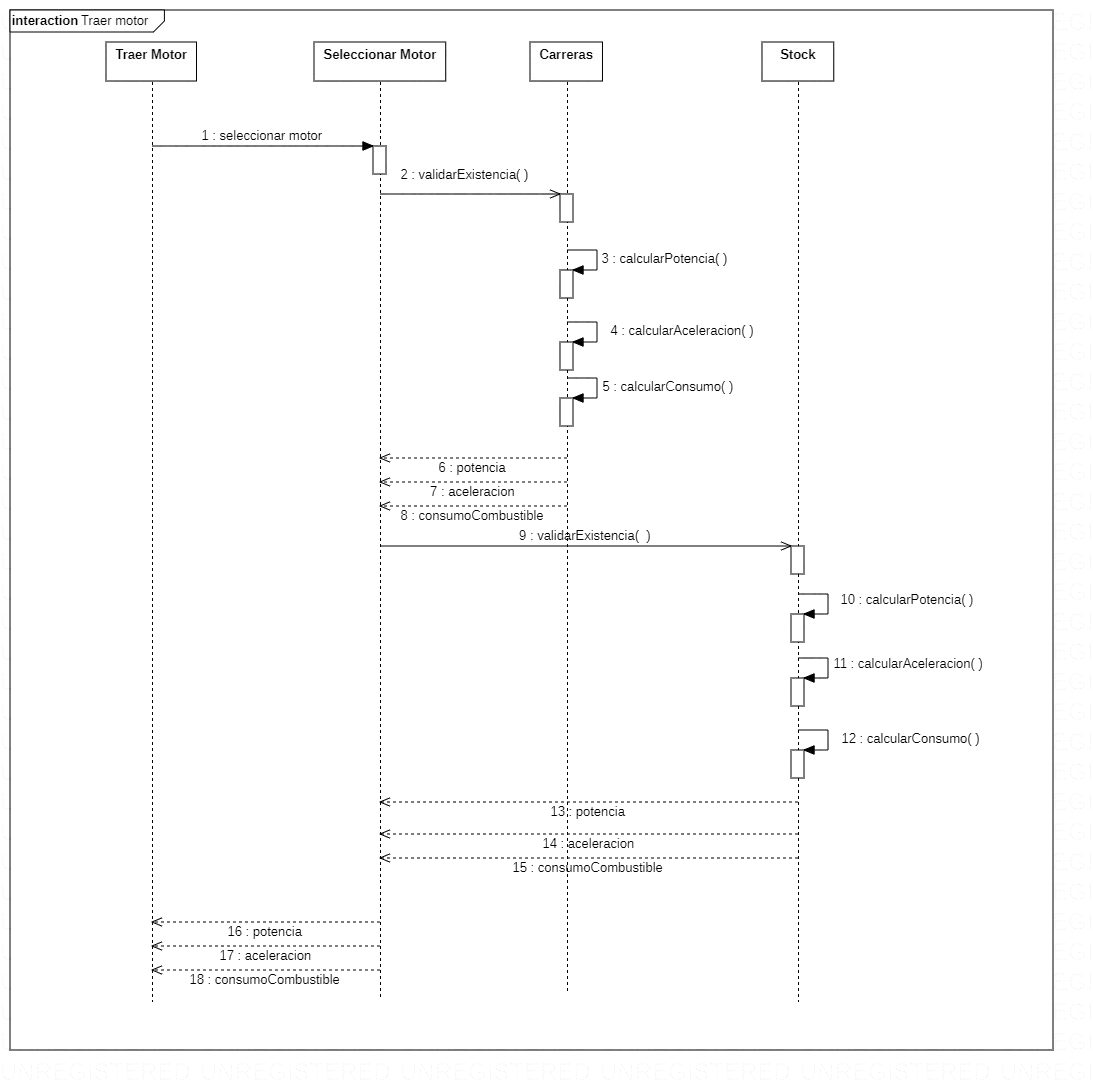 interaction Traer motor
Traer Motor
Seleccionar Motor
Carreras
Stock
1 : seleccionar motor
2 : validarExistencia( )
3 : calcularPotencia( )
4 : calcularAceleracion( )
5 : calcularConsumo( )
6 : potencia
7 : aceleracion
8 : consumoCombustible
9 : validarExistencia(  )
10 : calcularPotencia( )
11 : calcularAceleracion( )
12 : calcularConsumo( )
13 : potencia
14 : aceleracion
15 : consumoCombustible
16 : potencia
17 : aceleracion
18 : consumoCombustible
UNREGISTERED UNREGISTERED UNREGISTERED UNREGISTERED UNREGISTERED